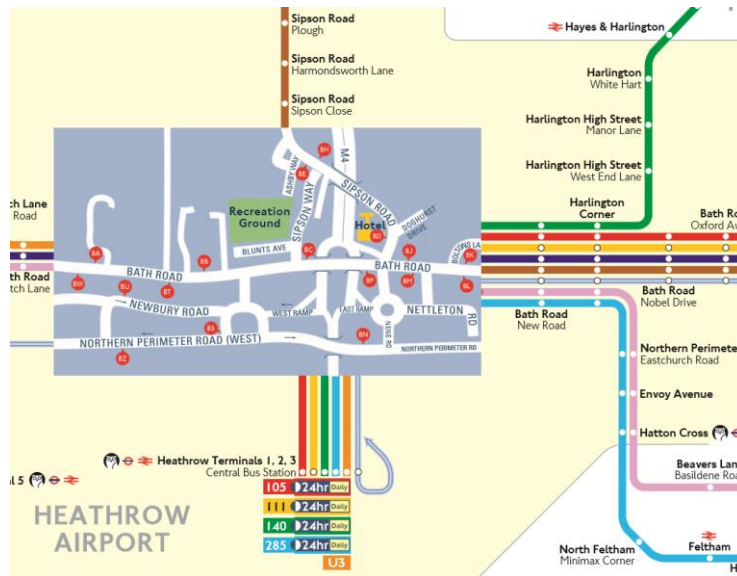 Sipson Road
Plough
Sipson Road
Harmondsworth Lane
Sipson Road
Sipson Close
Hayes & Harlington
Harlington
White Hart
Harlington High Street
Manor Lane
Harlington High Street
West End Lane
Harlington
Corner
Bath Ro
Oxford Av
ch Lane
Road
th Road
tch Lane
M4
BH
BE
ASHBY WAY
SIPSON WAY
SIPSON ROAD
Recreation
Ground
Hotel
BD
DOGHURST
DRIVE
BLUNTS AVE
BC
BJ
BOLTONS LA
BK
BA
BB
BATH ROAD
BATH ROAD
BW
BU
BT
BP
BM
BL
NEWBURY ROAD
WEST RAMP
EAST RAMP
NETTLETON
RD
NENE RD
BS
BN
BZ
NORTHERN PERIMETER ROAD (WEST)
NORTHERN PERIMETER RD
Bath Road
Nobel Drive
Bath Road
New Road
Northern Perimete
Eastchurch Road
Envoy Avenue
Hatton Cross
Beavers Lan
Basildene Roa
Heathrow Terminals 1, 2, 3
Central Bus Station
al 5
105 24hr Daily
111 24hr Daily
140 24hr Daily
285 24hr Daily
U3
HEATHROW
AIRPORT
North Feltham
Minimax Corner
Feltham
H